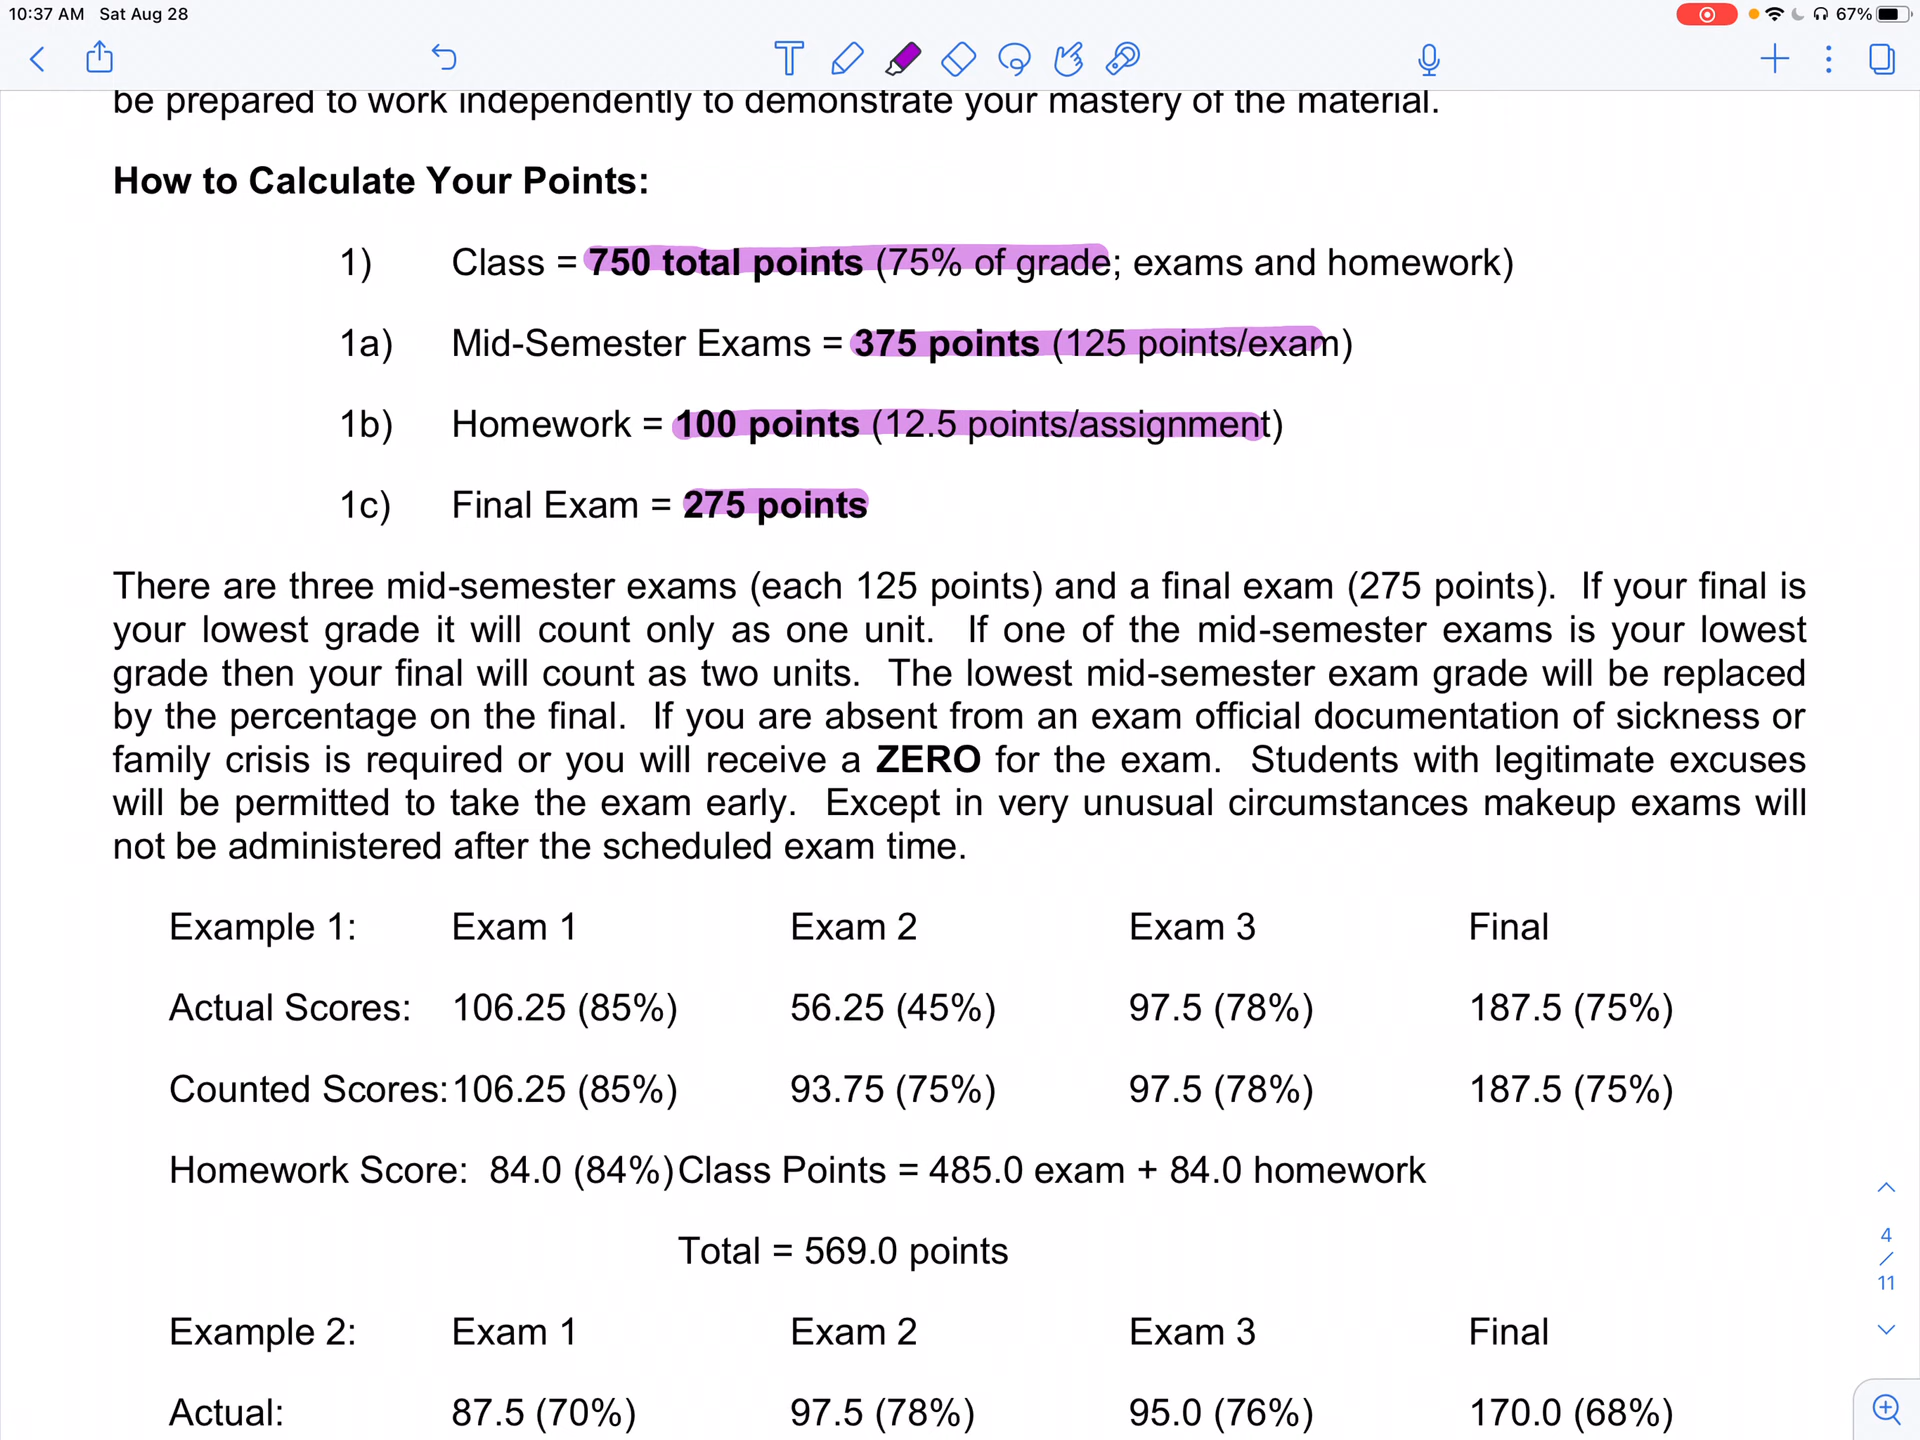 10:37 AM Sat Aug 28
67%
be prepared to work independently to demonstrate your mastery of the material.
How to Calculate Your Points:
1) Class = 750 total points (75% of grade; exams and homework)
1a) Mid-Semester Exams = 375 points (125 points/exam)
1b) Homework = 100 points (12.5 points/assignment)
1c) Final Exam = 275 points
There are three mid-semester exams (each 125 points) and a final exam (275 points). If your final is
your lowest grade it will count only as one unit. If one of the mid-semester exams is your lowest
grade then your final will count as two units. The lowest mid-semester exam grade will be replaced
by the percentage on the final. If you are absent from an exam official documentation of sickness or
family crisis is required or you will receive a ZERO for the exam. Students with legitimate excuses
will be permitted to take the exam early. Except in very unusual circumstances makeup exams will
not be administered after the scheduled exam time.
Example 1: Exam 1 Exam 2 Exam 3 Final
Actual Scores: 106.25 (85%) 56.25 (45%) 97.5 (78%) 187.5 (75%)
Counted Scores: 106.25 (85%) 93.75 (75%) 97.5 (78%) 187.5 (75%)
Homework Score: 84.0 (84%) Class Points = 485.0 exam + 84.0 homework
Total = 569.0 points
Example 2: Exam 1 Exam 2 Exam 3 Final
Actual: 87.5 (70%) 97.5 (78%) 95.0 (76%) 170.0 (68%)
4
/
11